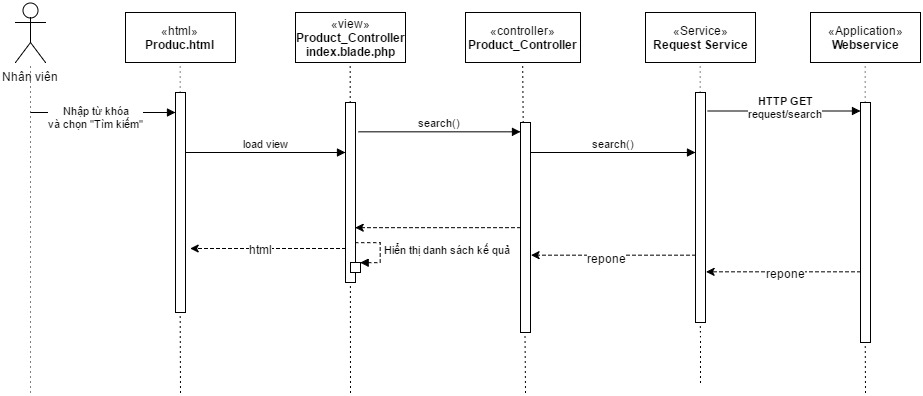 «html»
Produc.html
«view»
Product_Controller
index.blade.php
«controller»
Product_Controller
«Service»
Request Service
«Application»
Webservice
Nhân viên
Nhập từ khóa
và chọn "Tìm kiếm"
HTTP GET
request/search
search()
load view
search()
html
Hiển thị danh sách kế quả
repone
repone